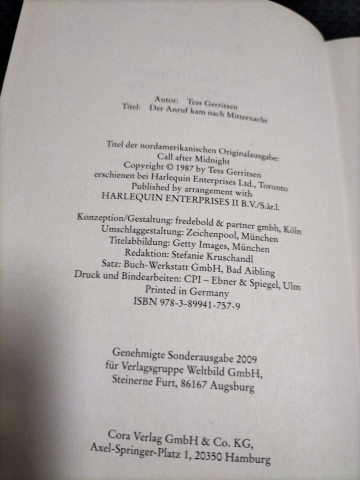 Autor: Tess Gerritsen
Titel: Der Anruf kam nach Mitternacht
Titel der nordamerikanischen Originalausgabe:
Call after Midnight
Copyright © 1987 by Tess Gerritsen
erschienen bei Harlequin Enterprises Ltd., Toronto
Published by arrangement with
HARLEQUIN ENTERPRISES II B.V./S.àr.l.
Konzeption/Gestaltung: fredebold & partner gmbh, Köln
Umschlaggestaltung: Zeichenpool, München
Titelabbildung: Getty Images, München
Redaktion: Stefanie Kruschandl
Satz: Buch-Werkstatt GmbH, Bad Aibling
Druck und Bindearbeiten: CPI – Ebner & Spiegel, Ulm
Printed in Germany
ISBN 978-3-89941-757-9
Genehmigte Sonderausgabe 2009
für Verlagsgruppe Weltbild GmbH,
Steinerne Furt, 86167 Augsburg
Cora Verlag GmbH & Co. KG,
Axel-Springer-Platz 1, 20350 Hamburg